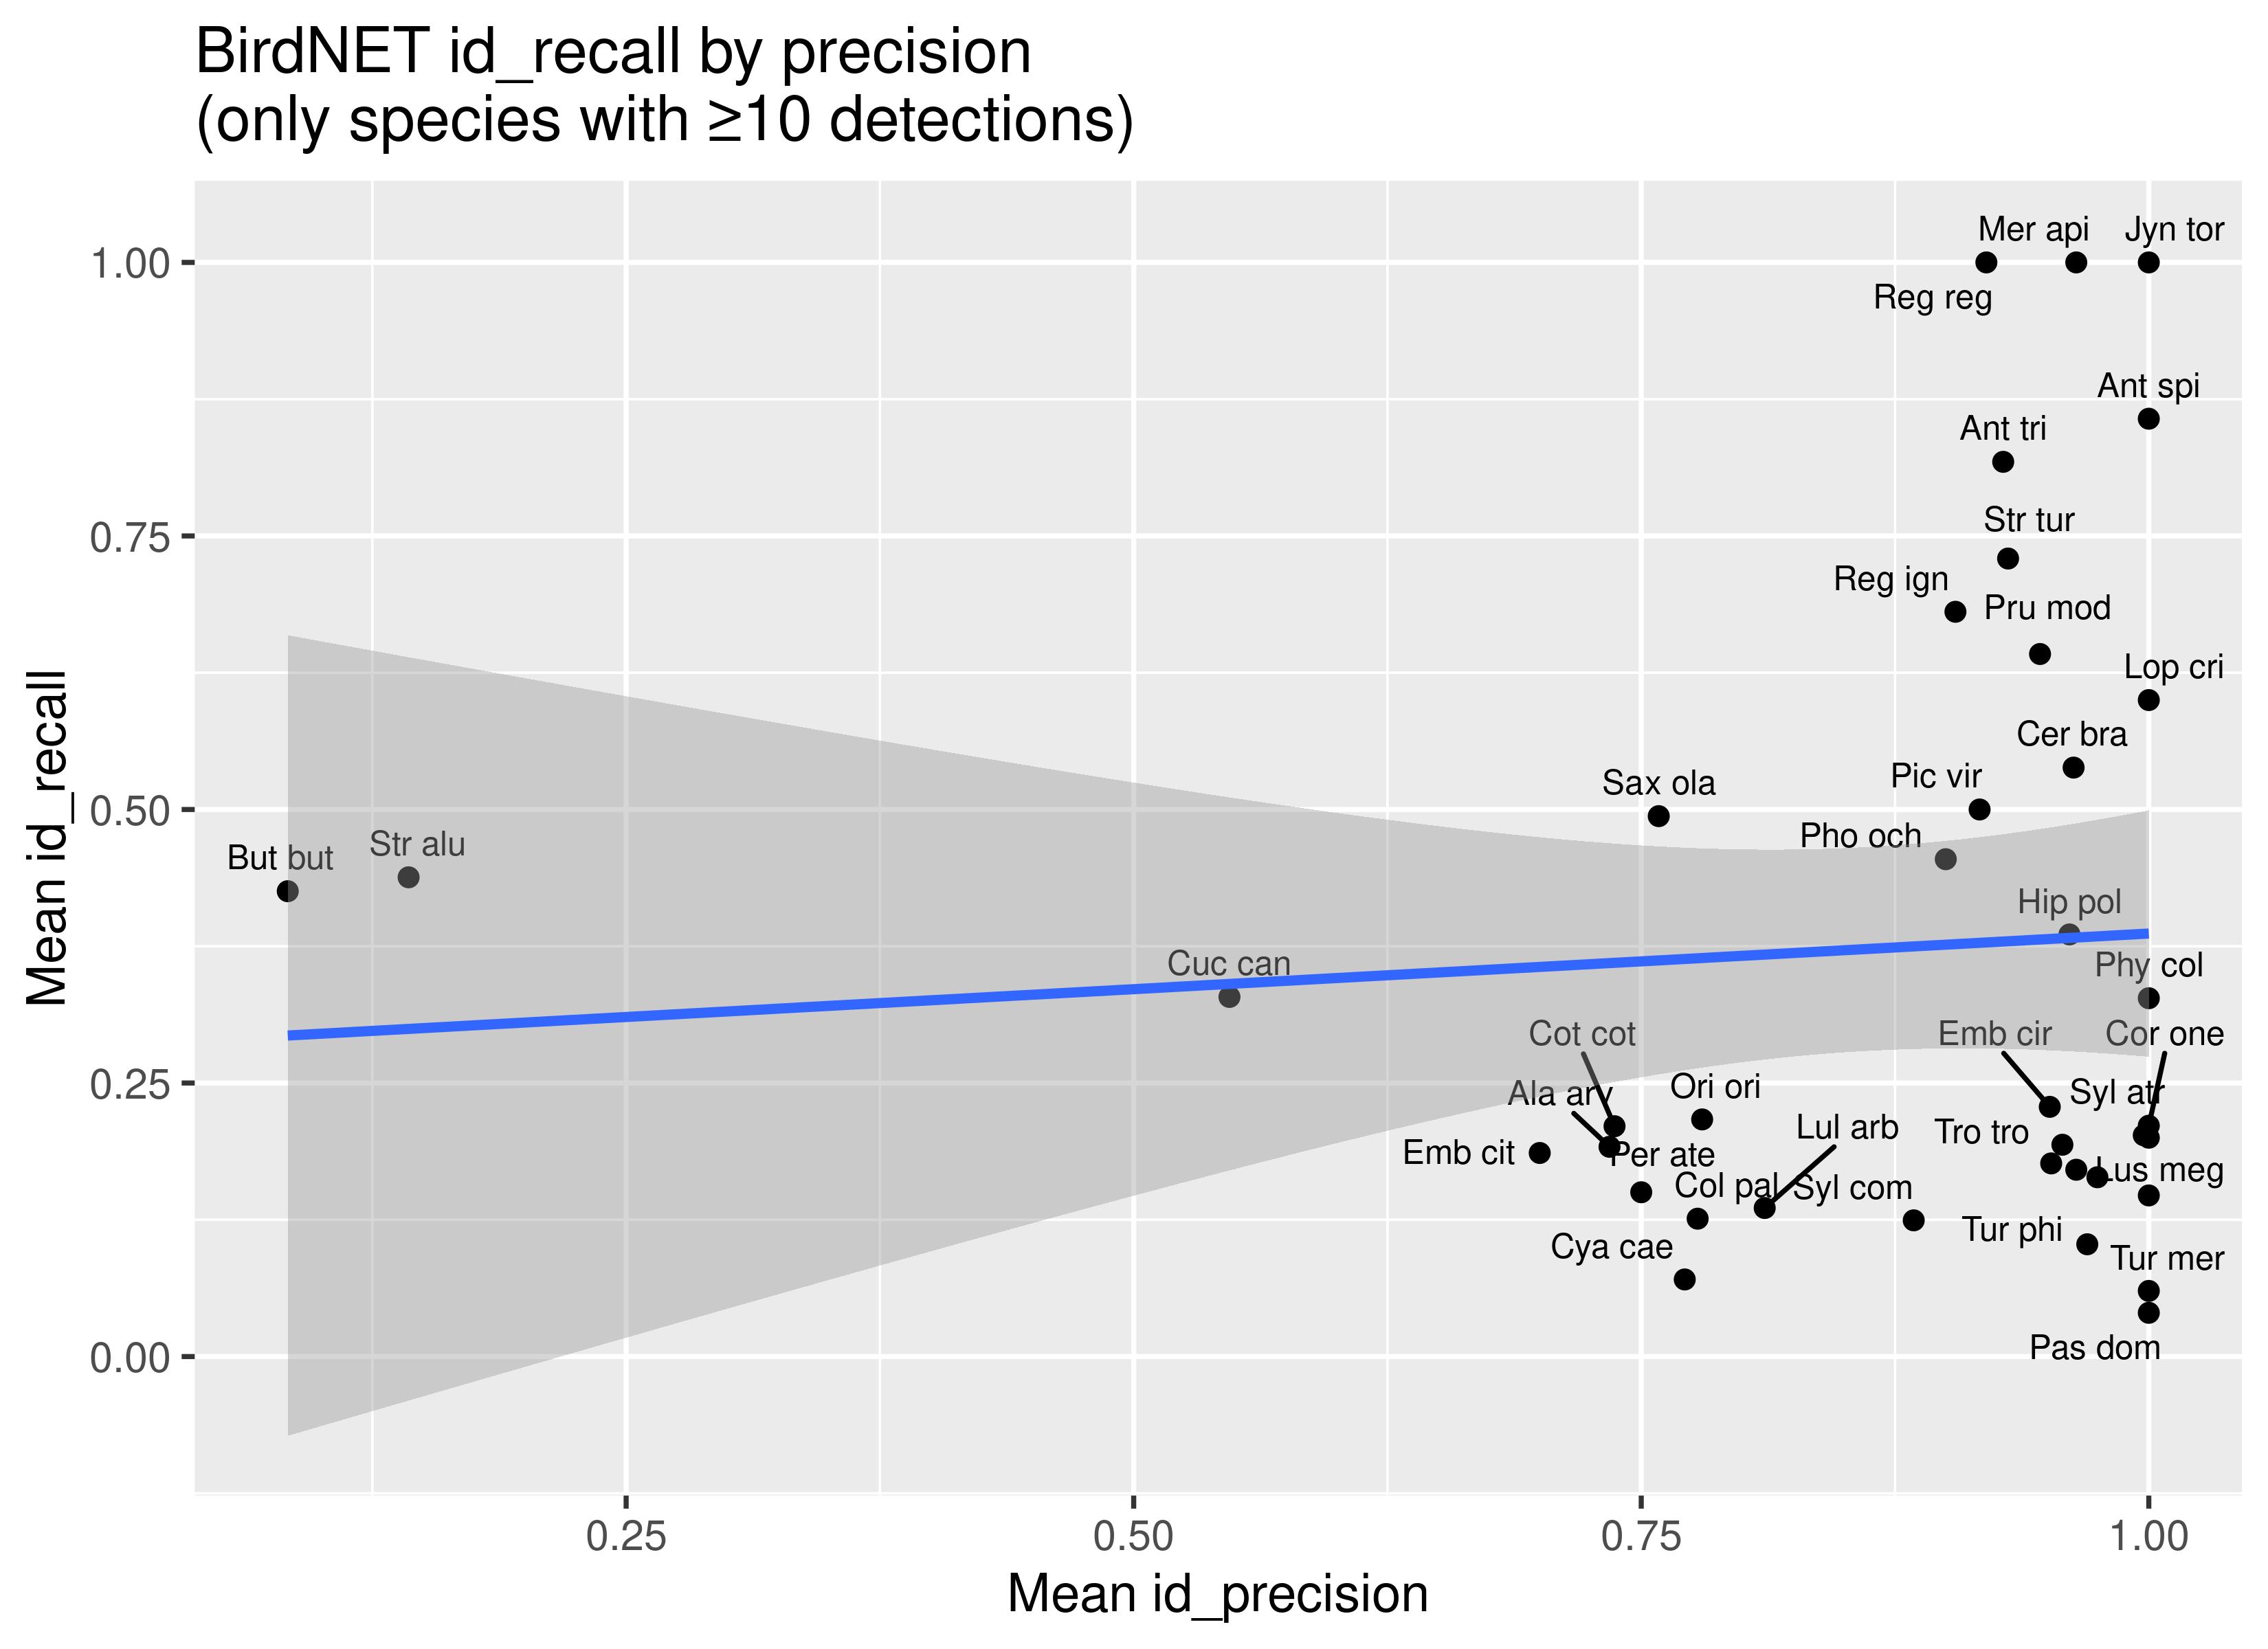 BirdNET id_recall by precision
(only species with ≥10 detections)
Mean id_recall
1.00
0.75
0.50
0.25
0.00
Mer api
Jyn tor
Reg reg
Ant spi
Ant tri
Str tur
Reg ign
Pru mod
Lop cri
Cer bra
Pic vir
Sax ola
Pho och
Str alu
But but
Hip pol
Cuc can
Phy col
Cot cot
Emb cir
Cor one
Ala arv
Ori ori
Syl atr
Lul arb
Tro tro
Emb cit
Per ate
Lus meg
Col pal
Syl com
Tur phi
Cya cae
Tur mer
Pas dom
0.25
0.50
0.75
1.00
Mean id_precision